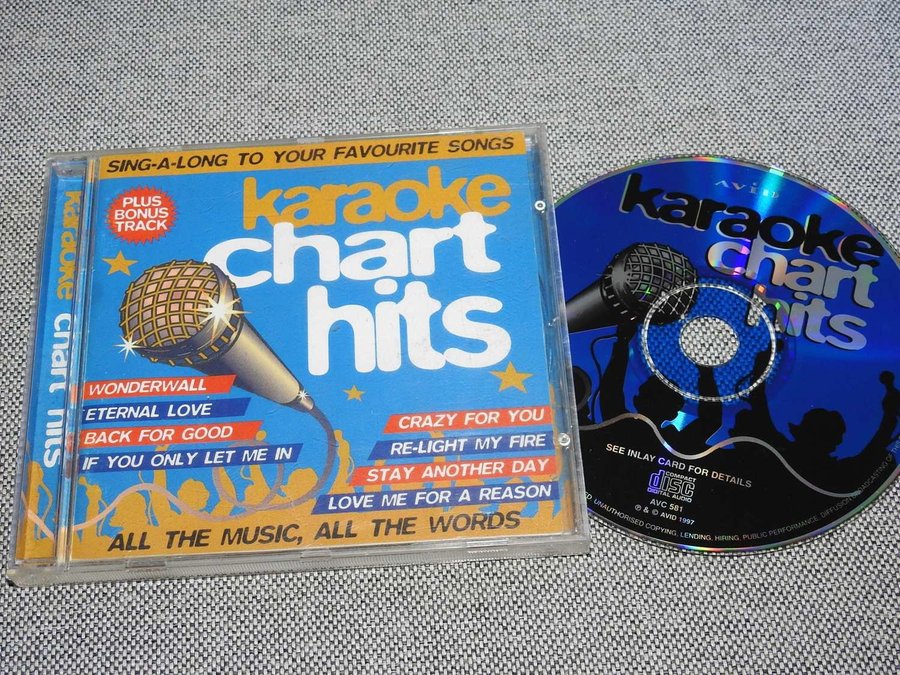 SING-A-LONG TO YOUR FAVOURITE SONGS
PLUS
BONUS
TRACK
karaoke
chart
hits
WONDERWALL
ETERNAL LOVE
BACK FOR GOOD
IF YOU ONLY LET ME IN
CRAZY FOR YOU
RE-LIGHT MY FIRE
STAY ANOTHER DAY
LOVE ME FOR A REASON
ALL THE MUSIC, ALL THE WORDS
karaoke chart hits
AVID
karaoke
chart
hits
SEE INLAY CARD FOR DETAILS
COMPACT
disc
DIGITAL AUDIO
AVC 581
℗ & © AVID 1997
UNAUTHORISED COPYING, LENDING, HIRING, PUBLIC PERFORMANCE, DIFFUSION, BROADCASTING